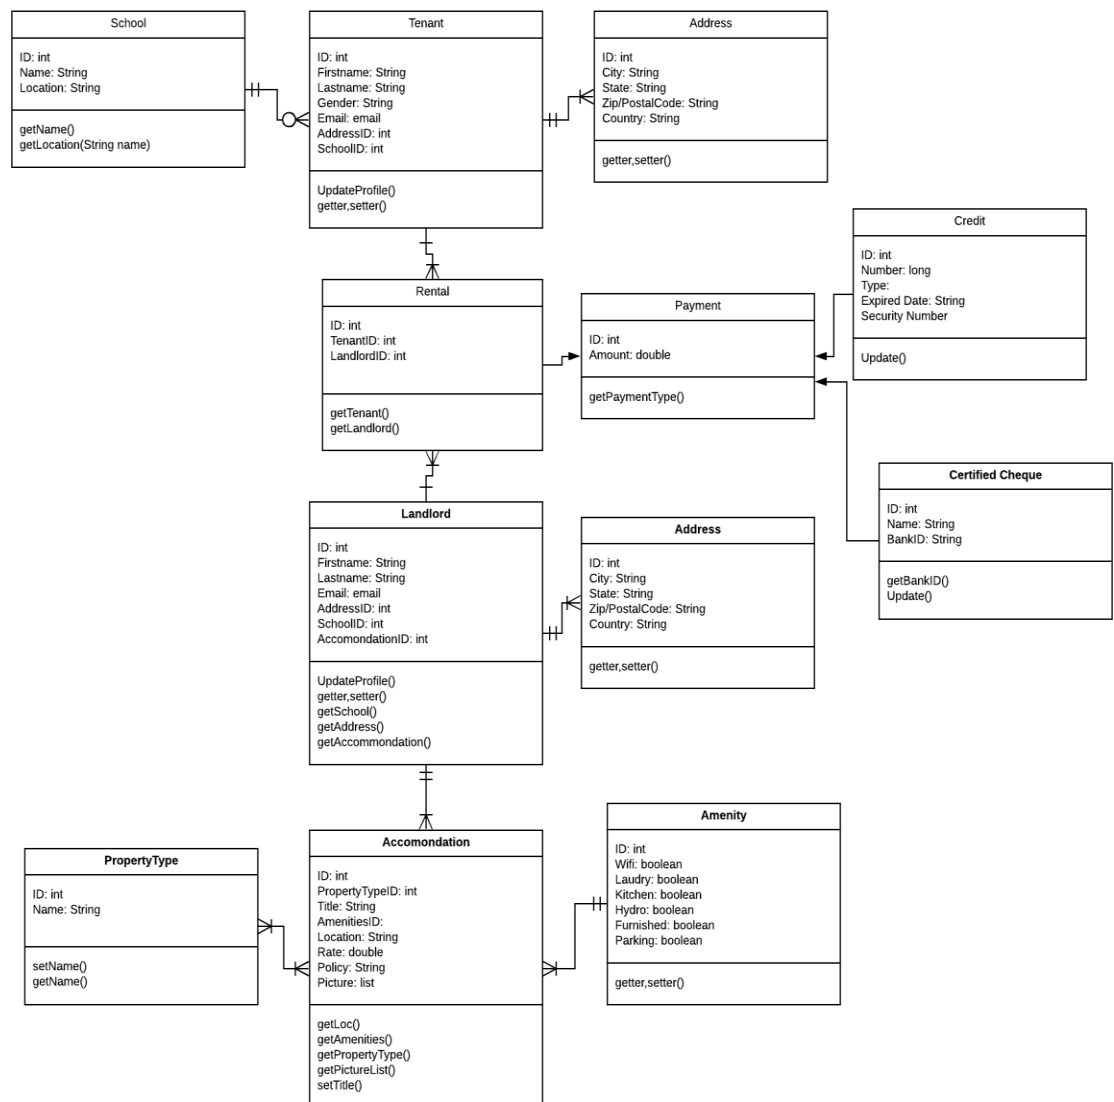 School
ID: int
Name: String
Location: String
getName()
getLocation(String name)
Tenant
ID: int
Firstname: String
Lastname: String
Gender: String
Email: email
AddressID: int
SchoolID: int
UpdateProfile()
getter,setter()
Address
ID: int
City: String
State: String
Zip/PostalCode: String
Country: String
getter,setter()
Credit
ID: int
Number: long
Type:
Expired Date: String
Security Number
Update()
Rental
ID: int
TenantID: int
LandlordID: int
getTenant()
getLandlord()
Payment
ID: int
Amount: double
getPaymentType()
Certified Cheque
ID: int
Name: String
BankID: String
getBankID()
Update()
Landlord
ID: int
Firstname: String
Lastname: String
Email: email
AddressID: int
SchoolID: int
AccomondationID: int
UpdateProfile()
getter,setter()
getSchool()
getAddress()
getAccommondation()
Address
ID: int
City: String
State: String
Zip/PostalCode: String
Country: String
getter,setter()
PropertyType
ID: int
Name: String
setName()
getName()
Accomondation
ID: int
PropertyTypeID: int
Title: String
AmenitiesID:
Location: String
Rate: double
Policy: String
Picture: list
getLoc()
getAmenities()
getPropertyType()
getPictureList()
setTitle()
Amenity
ID: int
Wifi: boolean
Laudry: boolean
Kitchen: boolean
Hydro: boolean
Furnished: boolean
Parking: boolean
getter,setter()